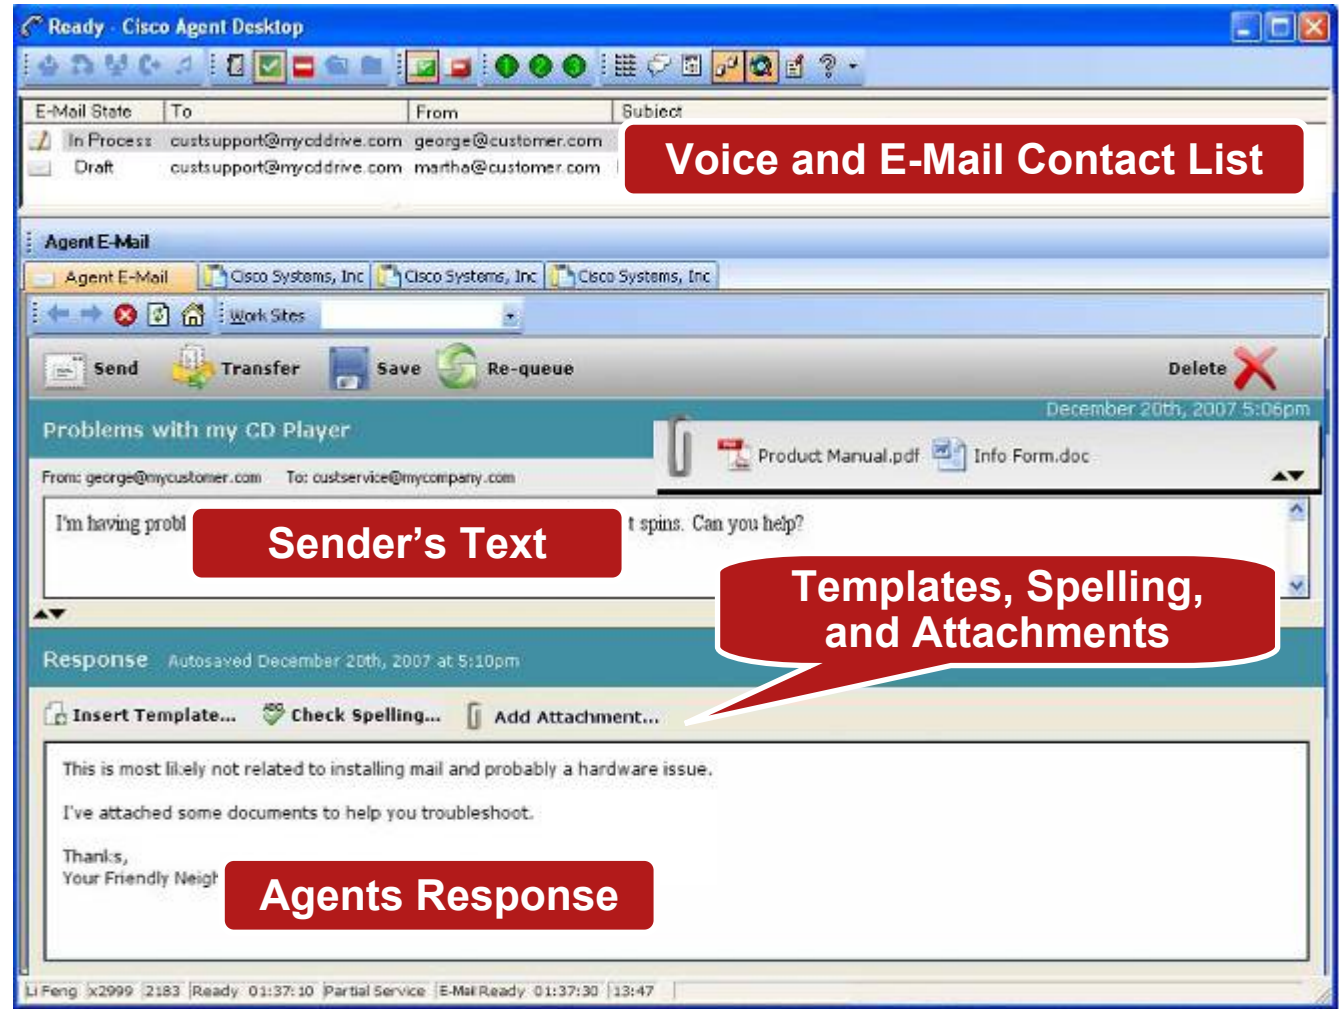 Ready - Cisco Agent Desktop
E-Mail State To From Subject
In Process custsupport@mycddrive.com george@customer.com
Draft custsupport@mycddrive.com martha@customer.com
Voice and E-Mail Contact List
Agent E-Mail
Agent E-Mail Cisco Systems, Inc Cisco Systems, Inc Cisco Systems, Inc
Work Sites
Send Transfer Save Re-queue Delete
December 20th, 2007 5:06pm
Problems with my CD Player
Product Manual.pdf Info Form.doc
From: george@mycustomer.com To: custservice@mycompany.com
I'm having probl t spins. Can you help?
Sender's Text
Templates, Spelling,
and Attachments
Response Autosaved December 20th, 2007 at 5:10pm
Insert Template... Check Spelling... Add Attachment...
This is most likely not related to installing mail and probably a hardware issue.
I've attached some documents to help you troubleshoot.
Thanks,
Your Friendly Neigh
Agents Response
Li Feng x2999 2183 Ready 01:37:10 Partial Service E-Mail Ready 01:37:30 13:47